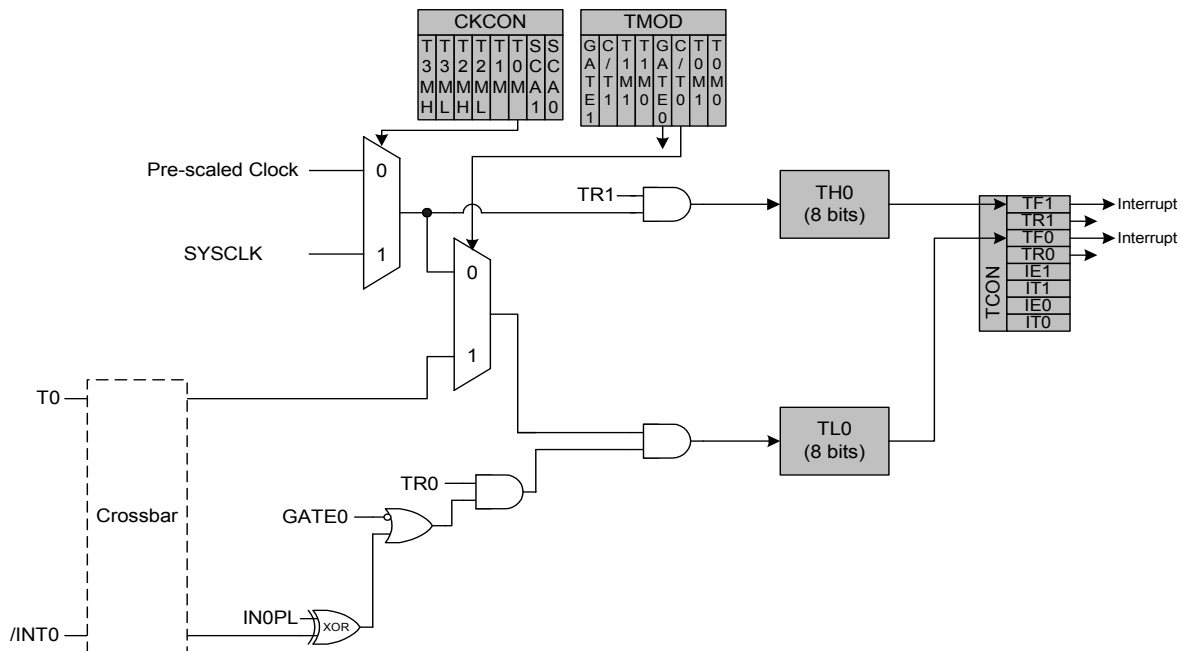 CKCON
T3MH
T3ML
T2MH
T2ML
T1M
T0M
SCA1
SCA0
TMOD
GATE1
C/T1
T1M1
T1M0
GATE0
C/T0
T0M1
T0M0
Pre-scaled Clock
0
SYSCLK
1
TR1
TH0
(8 bits)
TCON
TF1
TR1
TF0
TR0
IE1
IT1
IE0
IT0
Interrupt
Interrupt
0
1
T0
Crossbar
TL0
(8 bits)
TR0
GATE0
IN0PL
XOR
/INT0